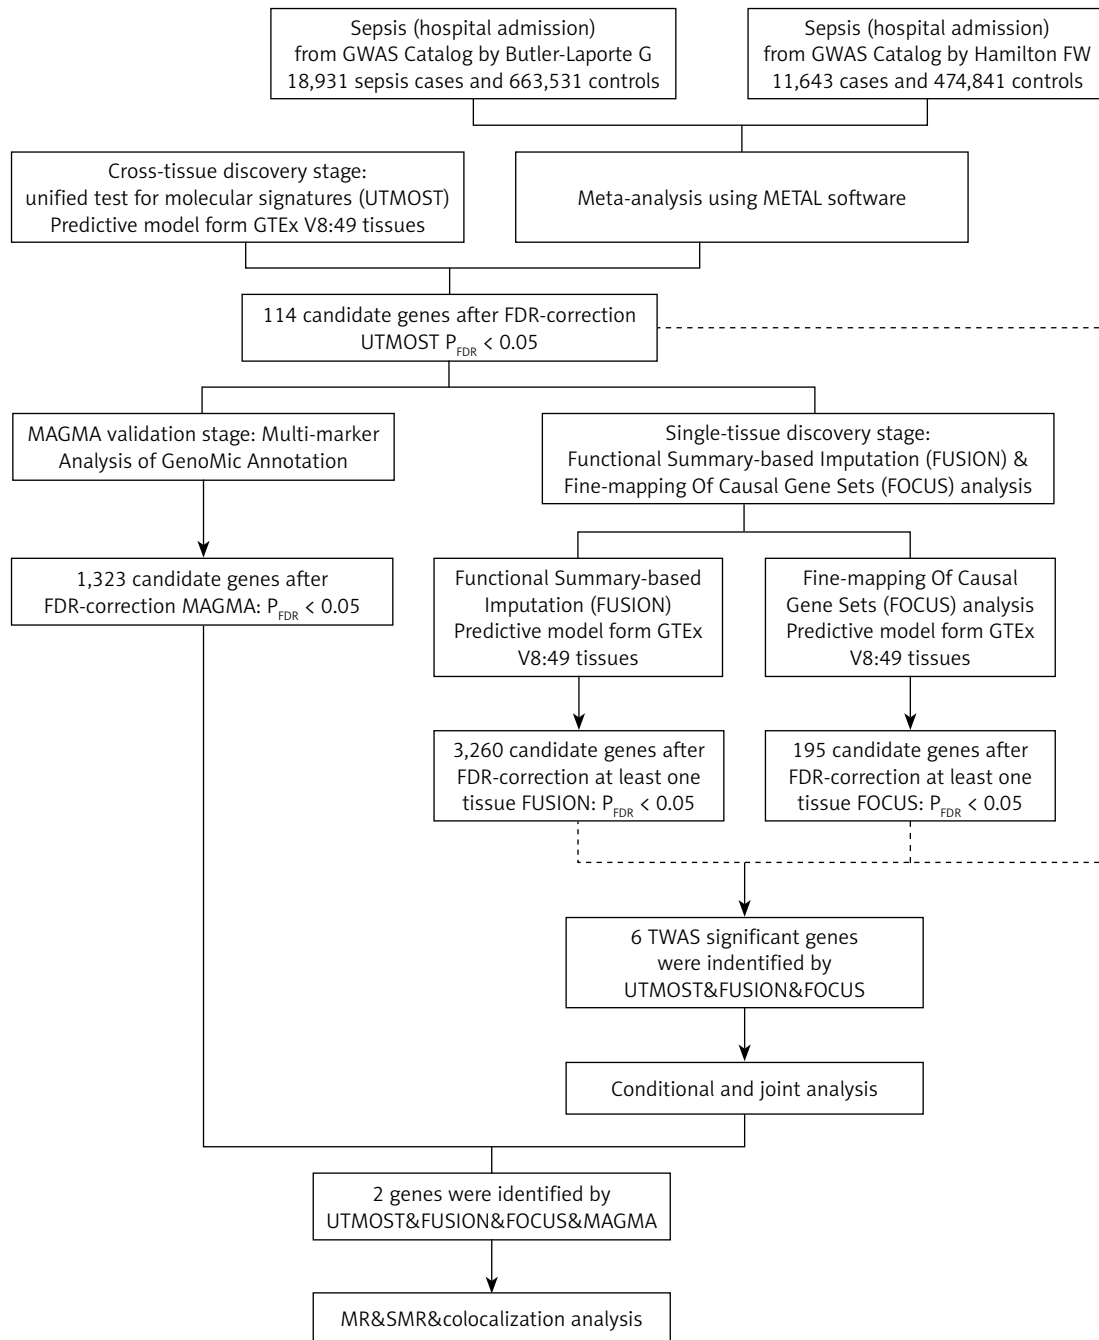 Sepsis (hospital admission)
from GWAS Catalog by Butler-Laporte G
18,931 sepsis cases and 663,531 controls
Sepsis (hospital admission)
from GWAS Catalog by Hamilton FW
11,643 cases and 474,841 controls
Cross-tissue discovery stage:
unified test for molecular signatures (UTMOST)
Predictive model form GTEx V8:49 tissues
Meta-analysis using METAL software
114 candidate genes after FDR-correction
UTMOST P_FDR < 0.05
MAGMA validation stage: Multi-marker
Analysis of GenoMic Annotation
Single-tissue discovery stage:
Functional Summary-based Imputation (FUSION) &
Fine-mapping Of Causal Gene Sets (FOCUS) analysis
1,323 candidate genes after
FDR-correction MAGMA: P_FDR < 0.05
Functional Summary-based
Imputation (FUSION)
Predictive model form GTEx
V8:49 tissues
Fine-mapping Of Causal
Gene Sets (FOCUS) analysis
Predictive model form GTEx
V8:49 tissues
3,260 candidate genes after
FDR-correction at least one
tissue FUSION: P_FDR < 0.05
195 candidate genes after
FDR-correction at least one
tissue FOCUS: P_FDR < 0.05
6 TWAS significant genes
were indentified by
UTMOST&FUSION&FOCUS
Conditional and joint analysis
2 genes were identified by
UTMOST&FUSION&FOCUS&MAGMA
MR&SMR&colocalization analysis